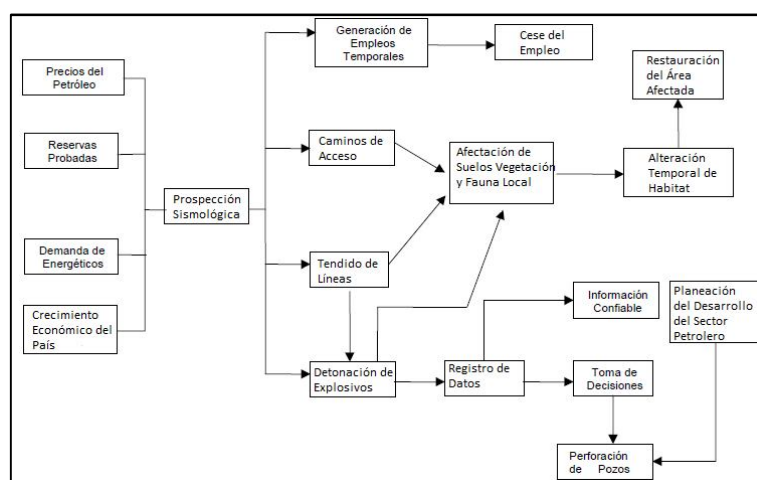 Generación de
Empleos
Temporales
Cese del
Empleo
Restauración
del Área
Afectada
Precios del
Petróleo
Reservas
Probadas
Caminos de
Acceso
Afectación de
Suelos Vegetación
y Fauna Local
Alteración
Temporal de
Habitat
Prospección
Sismológica
Demanda de
Energéticos
Tendido de
Líneas
Información
Confiable
Planeación
del Desarrollo
del Sector
Petrolero
Crecimiento
Económico del
País
Detonación de
Explosivos
Registro de
Datos
Toma de
Decisiones
Perforación
de Pozos